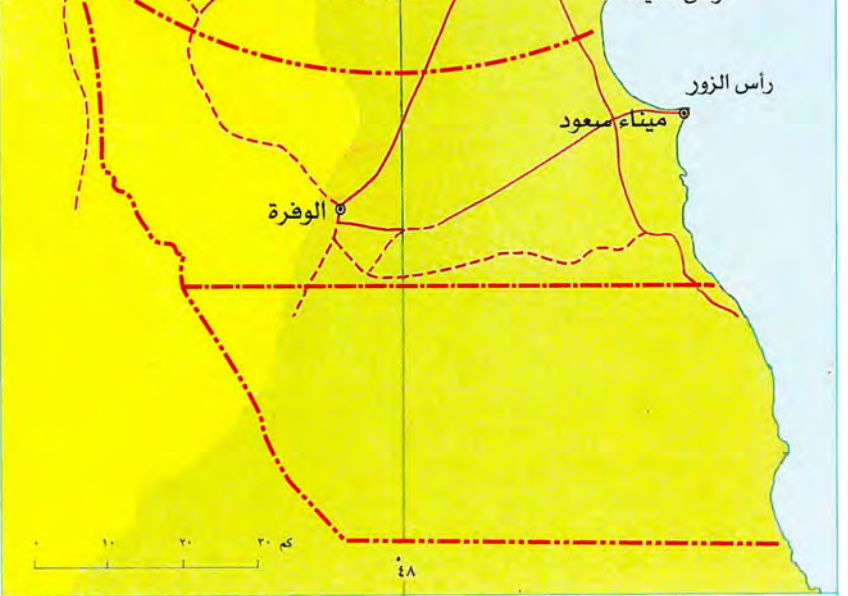 رأس الزور
ميناء سعود
الوفرة
٠ ١٠ ٢٠ ٣٠ كم
٤٨